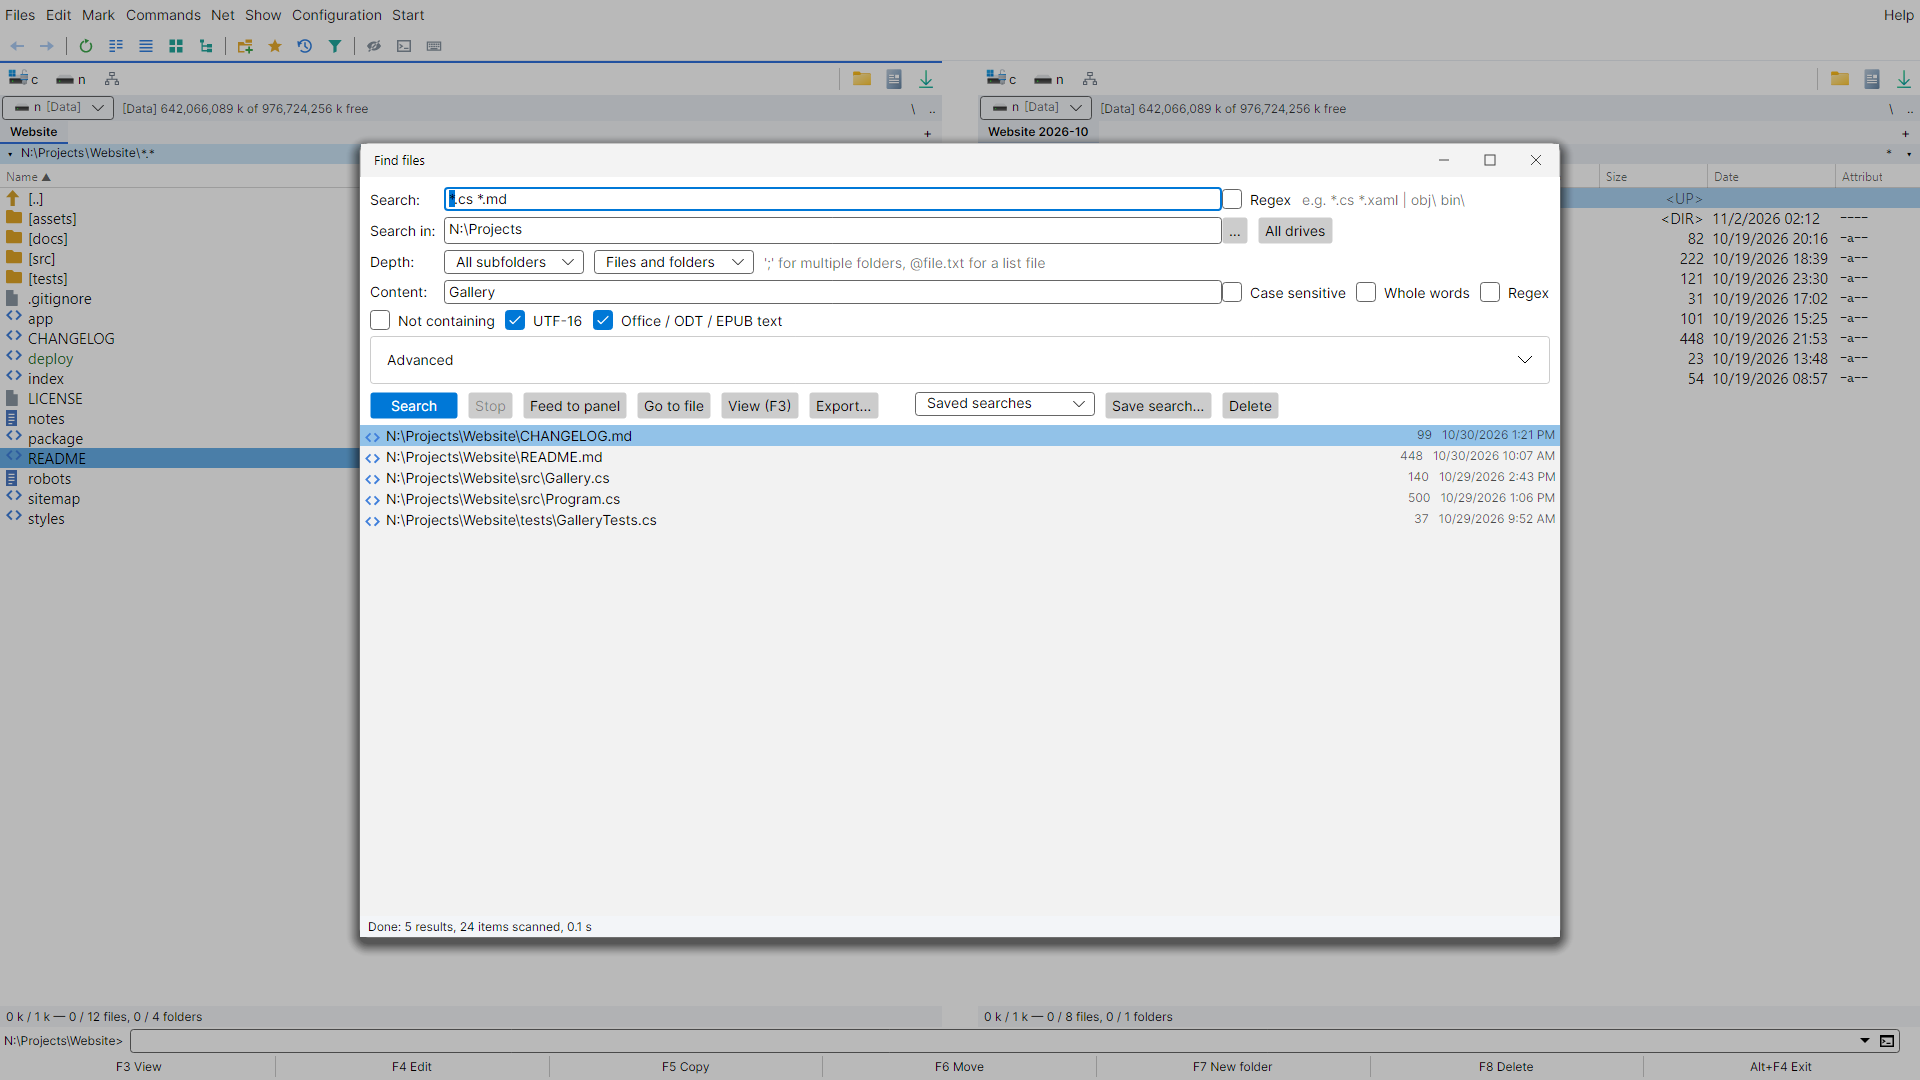 Files Edit Mark Commands Net Show Configuration Start Help
c n
c n
n [Data] [Data] 642,066,089 k of 976,724,256 k free \ ..
n [Data] [Data] 642,066,089 k of 976,724,256 k free \ ..
Website +
Website 2026-10 +
N:\Projects\Website\*.*
*
Name
Size Date Attribut
[..]
[assets]
[docs]
[src]
[tests]
.gitignore
app
CHANGELOG
deploy
index
LICENSE
notes
package
README
robots
sitemap
styles
<UP>
<DIR> 11/2/2026 02:12 ----
82 10/19/2026 20:16 -a--
222 10/19/2026 18:39 -a--
121 10/19/2026 23:30 -a--
31 10/19/2026 17:02 -a--
101 10/19/2026 15:25 -a--
448 10/19/2026 21:53 -a--
23 10/19/2026 13:48 -a--
54 10/19/2026 08:57 -a--
Find files
Search: *.cs *.md Regex e.g. *.cs *.xaml | obj\ bin\
Search in: N:\Projects ... All drives
Depth: All subfolders Files and folders ';' for multiple folders, @file.txt for a list file
Content: Gallery Case sensitive Whole words Regex
Not containing UTF-16 Office / ODT / EPUB text
Advanced
Search Stop Feed to panel Go to file View (F3) Export... Saved searches Save search... Delete
N:\Projects\Website\CHANGELOG.md 99 10/30/2026 1:21 PM
N:\Projects\Website\README.md 448 10/30/2026 10:07 AM
N:\Projects\Website\src\Gallery.cs 140 10/29/2026 2:43 PM
N:\Projects\Website\src\Program.cs 500 10/29/2026 1:06 PM
N:\Projects\Website\tests\GalleryTests.cs 37 10/29/2026 9:52 AM
Done: 5 results, 24 items scanned, 0.1 s
0 k / 1 k — 0 / 12 files, 0 / 4 folders
0 k / 1 k — 0 / 8 files, 0 / 1 folders
N:\Projects\Website>
F3 View F4 Edit F5 Copy F6 Move F7 New folder F8 Delete Alt+F4 Exit